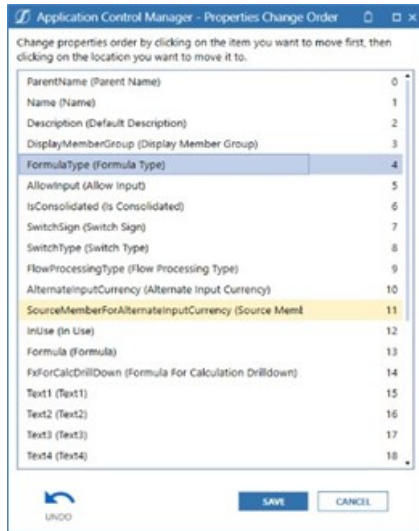 Application Control Manager - Properties Change Order
Change properties order by clicking on the item you want to move first, then
clicking on the location you want to move it to.
ParentName (Parent Name) 0
Name (Name) 1
Description (Default Description) 2
DisplayMemberGroup (Display Member Group) 3
FormulaType (Formula Type) 4
AllowInput (Allow Input) 5
IsConsolidated (Is Consolidated) 6
SwitchSign (Switch Sign) 7
SwitchType (Switch Type) 8
FlowProcessingType (Flow Processing Type) 9
AlternateInputCurrency (Alternate Input Currency) 10
SourceMemberForAlternateInputCurrency (Source Meml 11
InUse (In Use) 12
Formula (Formula) 13
FxForCalcDrillDown (Formula For Calculation Drilldown) 14
Text1 (Text1) 15
Text2 (Text2) 16
Text3 (Text3) 17
Text4 (Text4) 18
UNDO
SAVE
CANCEL